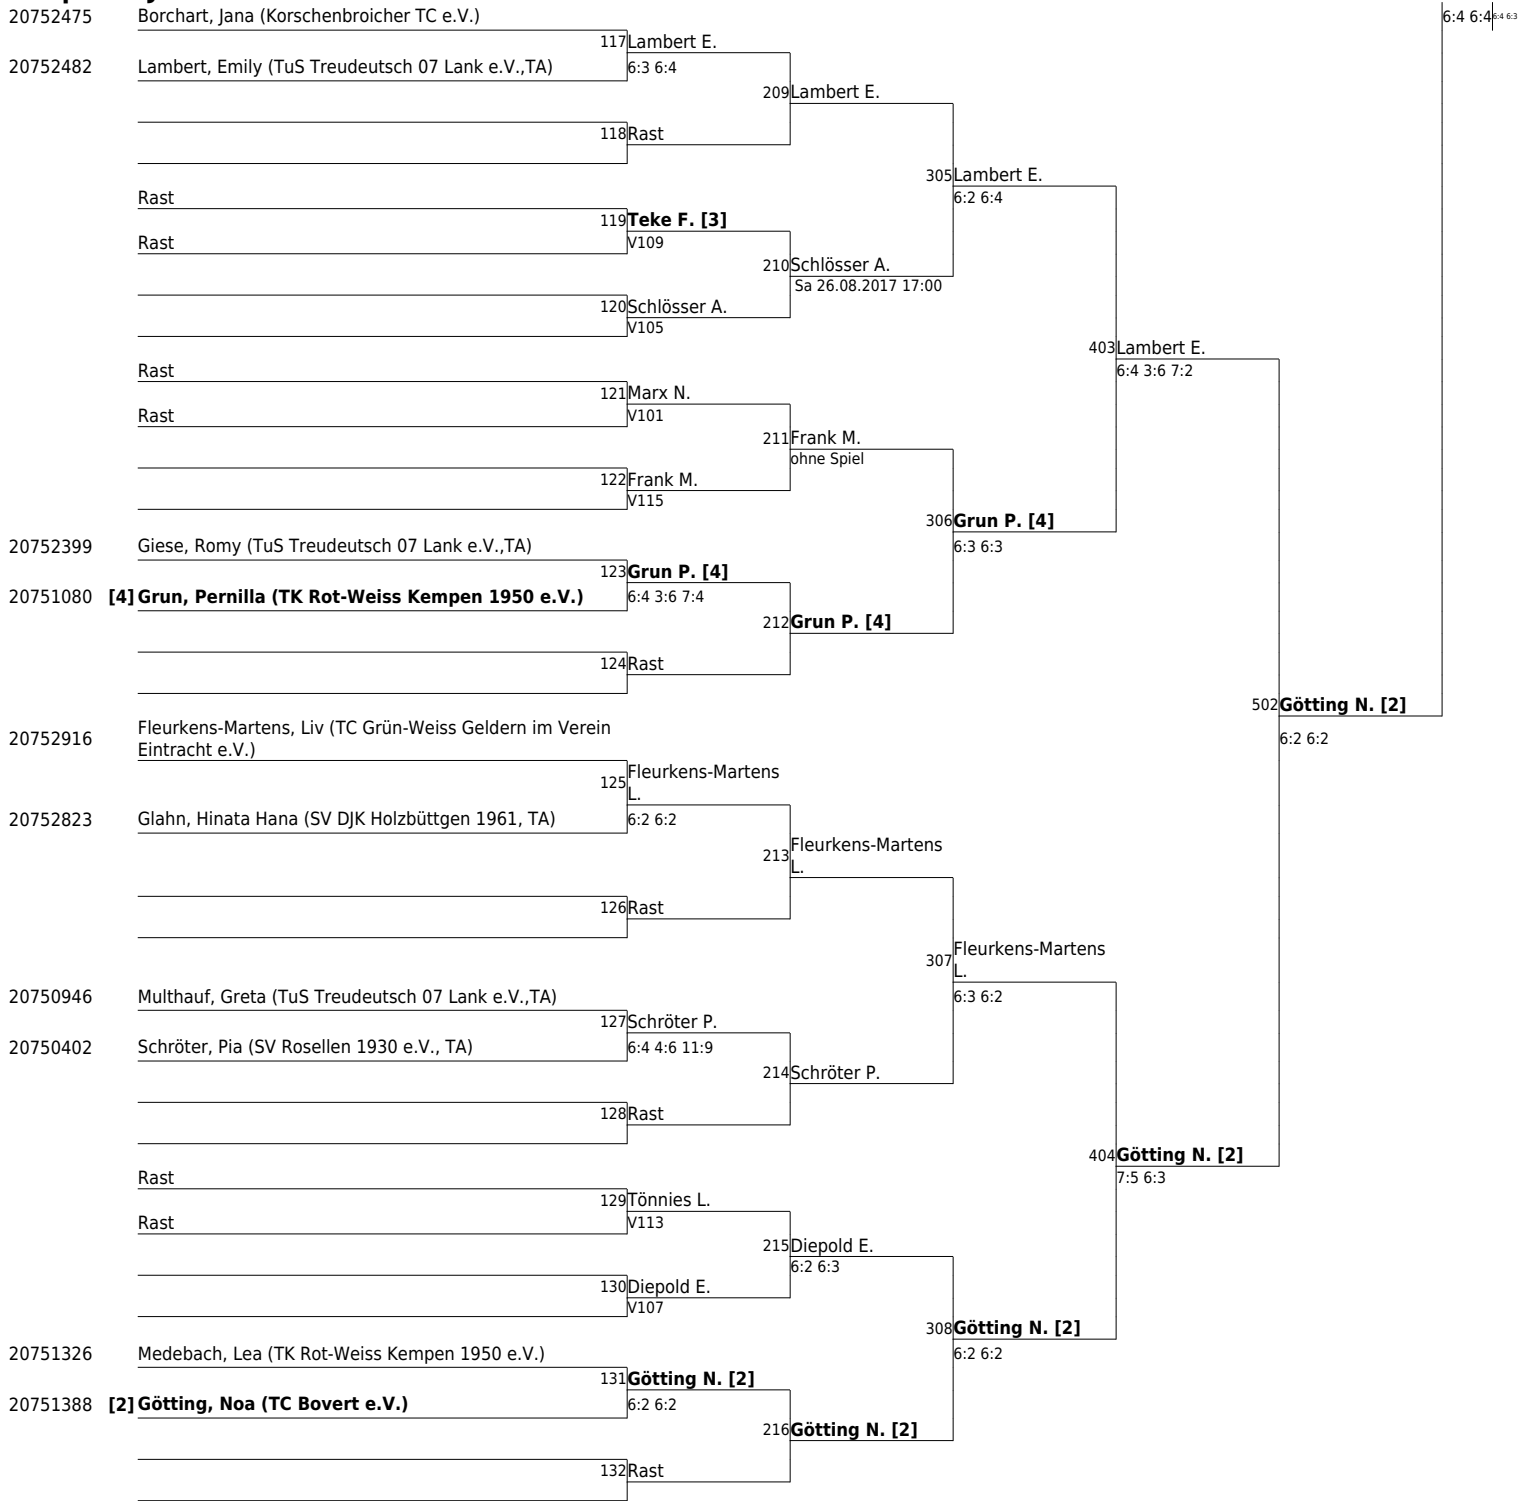 20752475 Borchart, Jana (Korschenbroicher TC e.V.)
6:4 6:4 6:4 6:3
117 Lambert E.
20752482 Lambert, Emily (TuS Treudeutsch 07 Lank e.V.,TA)
6:3 6:4
209 Lambert E.
118 Rast
305 Lambert E.
6:2 6:4
Rast
119 Teke F. [3]
Rast
V109
210 Schlösser A.
Sa 26.08.2017 17:00
120 Schlösser A.
V105
403 Lambert E.
6:4 3:6 7:2
Rast
121 Marx N.
Rast
V101
211 Frank M.
ohne Spiel
122 Frank M.
V115
306 Grun P. [4]
6:3 6:3
20752399 Giese, Romy (TuS Treudeutsch 07 Lank e.V.,TA)
123 Grun P. [4]
20751080 [4] Grun, Pernilla (TK Rot-Weiss Kempen 1950 e.V.)
6:4 3:6 7:4
212 Grun P. [4]
124 Rast
502 Götting N. [2]
6:2 6:2
20752916 Fleurkens-Martens, Liv (TC Grün-Weiss Geldern im Verein
Eintracht e.V.)
125 Fleurkens-Martens
L.
20752823 Glahn, Hinata Hana (SV DJK Holzbüttgen 1961, TA)
6:2 6:2
213 Fleurkens-Martens
L.
126 Rast
307 Fleurkens-Martens
L.
6:3 6:2
20750946 Multhauf, Greta (TuS Treudeutsch 07 Lank e.V.,TA)
127 Schröter P.
20750402 Schröter, Pia (SV Rosellen 1930 e.V., TA)
6:4 4:6 11:9
214 Schröter P.
128 Rast
404 Götting N. [2]
7:5 6:3
Rast
129 Tönnies L.
Rast
V113
215 Diepold E.
6:2 6:3
130 Diepold E.
V107
308 Götting N. [2]
6:2 6:2
20751326 Medebach, Lea (TK Rot-Weiss Kempen 1950 e.V.)
131 Götting N. [2]
20751388 [2] Götting, Noa (TC Bovert e.V.)
6:2 6:2
216 Götting N. [2]
132 Rast